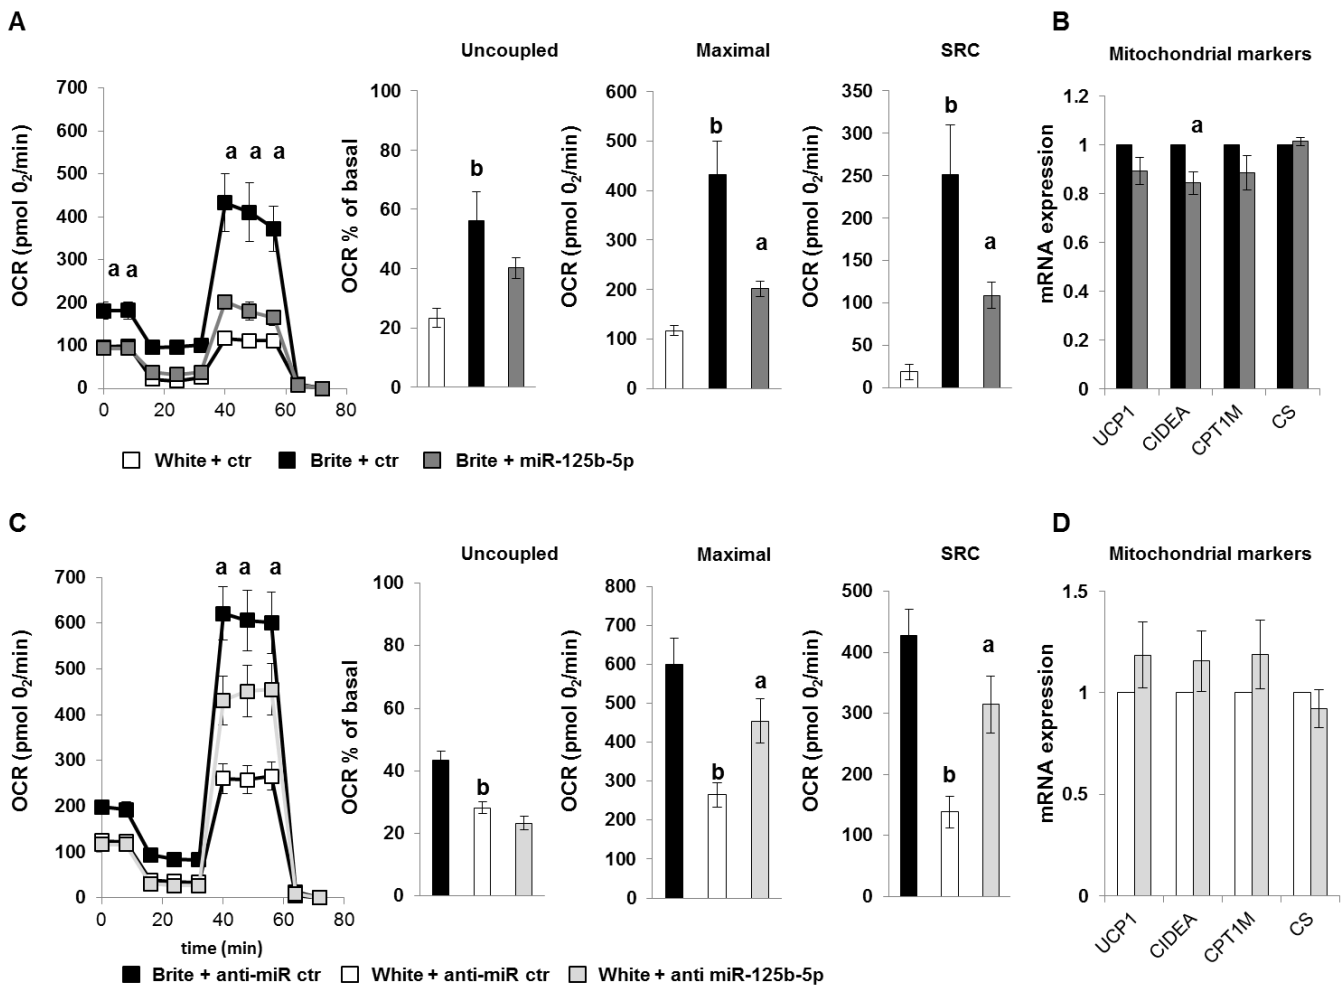 A
B
Uncoupled
Maximal
SRC
Mitochondrial markers
OCR (pmol 0₂/min)
700
600
500
400
300
200
100
0
0
20
40
60
80
a a a
a a
OCR % of basal
100
80
60
40
20
0
b
OCR (pmol 0₂/min)
600
500
400
300
200
100
0
b
a
OCR (pmol 0₂/min)
350
300
250
200
150
100
50
0
b
a
mRNA expression
1.2
1
0.8
0.6
0.4
0.2
0
a
UCP1
CIDEA
CPT1M
CS
White + ctr
Brite + ctr
Brite + miR-125b-5p
C
D
Uncoupled
Maximal
SRC
Mitochondrial markers
OCR (pmol 0₂/min)
700
600
500
400
300
200
100
0
0
20
40
60
80
a a a
time (min)
OCR % of basal
100
80
60
40
20
0
b
OCR (pmol 0₂/min)
800
700
600
500
400
300
200
100
0
b
a
OCR (pmol 0₂/min)
500
400
300
200
100
0
b
a
mRNA expression
1.5
1
0.5
0
UCP1
CIDEA
CPT1M
CS
Brite + anti-miR ctr
White + anti-miR ctr
White + anti miR-125b-5p